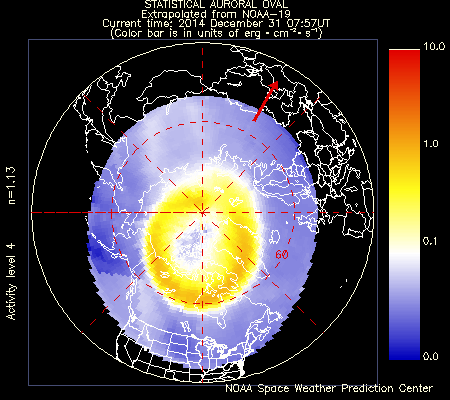 STATISTICAL AURORAL OVAL
Extrapolated from NOAA-19
Current time: 2014 December 31 07:57UT
(Color bar is in units of erg·cm⁻²·s⁻¹)
10.0
1.0
0.1
0.0
n=1.13
Activity level 4
60
NOAA Space Weather Prediction Center